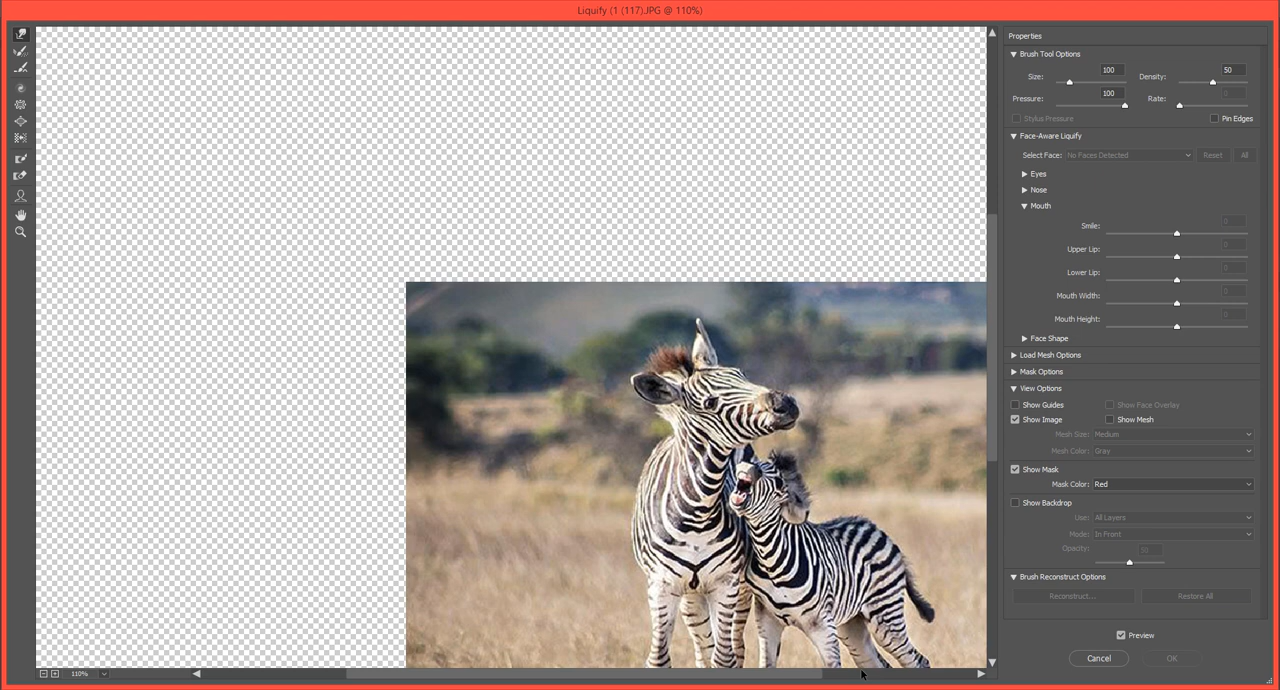 Liquify (1 (117).JPG @ 110%)
Properties
Brush Tool Options
Size: 100 Density: 50
Pressure: 100 Rate: 0
Stylus Pressure Pin Edges
Face-Aware Liquify
Select Face: No Faces Detected Reset All
Eyes
Nose
Mouth
Smile: 0
Upper Lip: 0
Lower Lip: 0
Mouth Width: 0
Mouth Height: 0
Face Shape
Load Mesh Options
Mask Options
View Options
Show Guides Show Face Overlay
Show Image Show Mesh
Mesh Size: Medium
Mesh Color: Gray
Show Mask
Mask Color: Red
Show Backdrop
Use: All Layers
Mode: In Front
Opacity: 50
Brush Reconstruct Options
Reconstruct... Restore All
Preview
110% Cancel OK